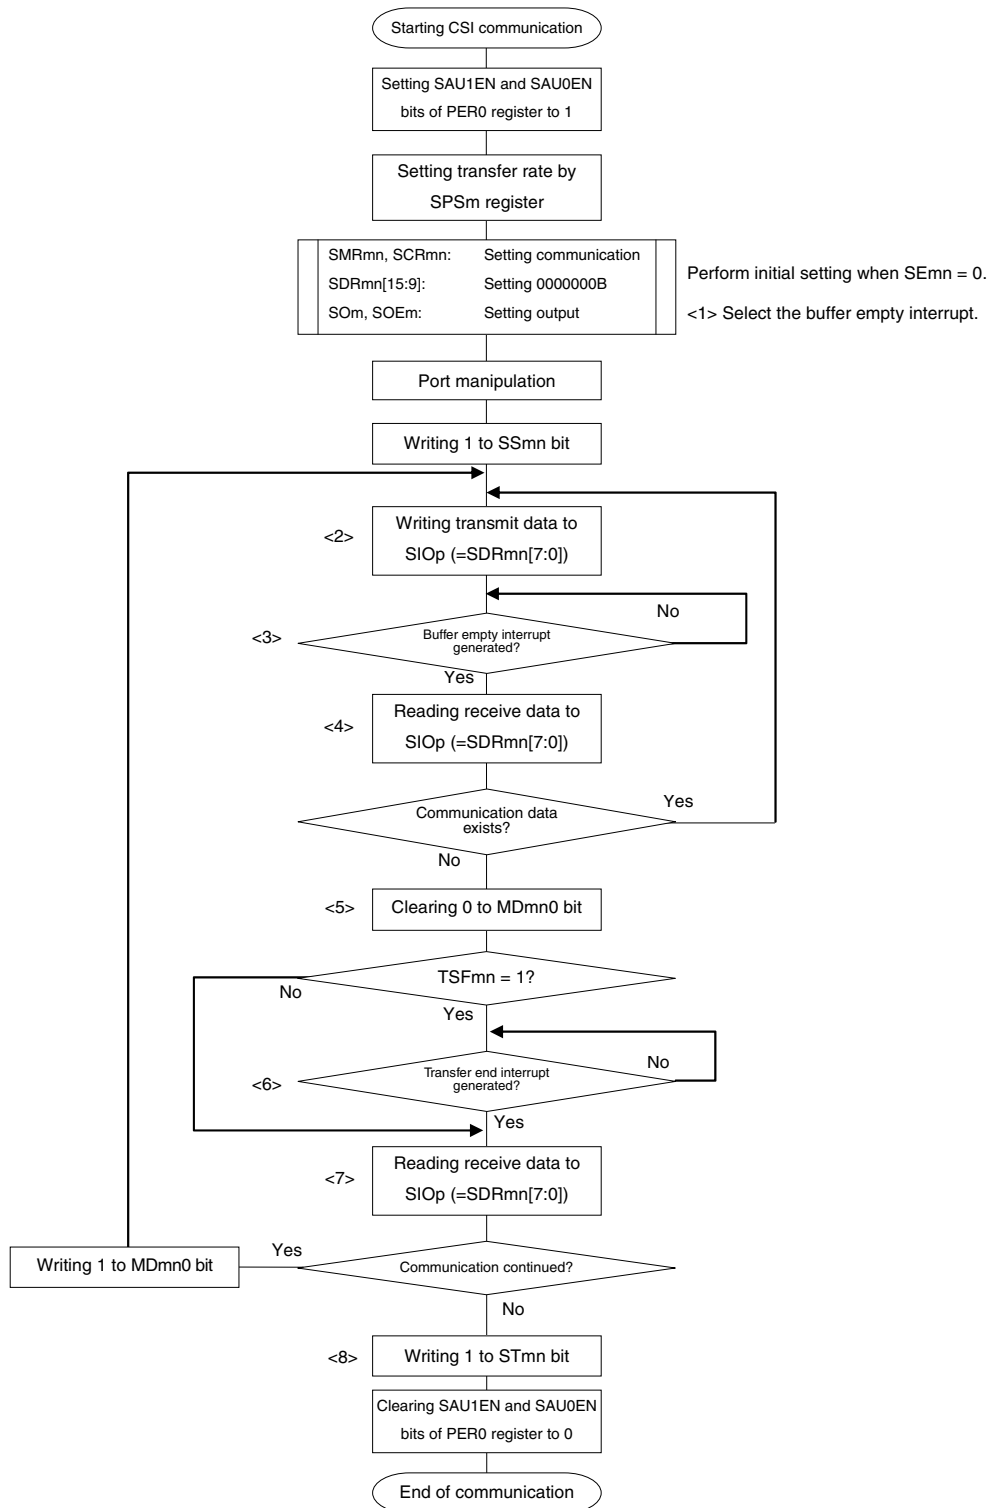 Starting CSI communication
Setting SAU1EN and SAU0EN
bits of PER0 register to 1
Setting transfer rate by
SPSm register
SMRmn, SCRmn: Setting communication
SDRmn[15:9]: Setting 0000000B
SOm, SOEm: Setting output
Perform initial setting when SEmn = 0.
<1> Select the buffer empty interrupt.
Port manipulation
Writing 1 to SSmn bit
<2>
Writing transmit data to
SIOp (=SDRmn[7:0])
No
<3>
Buffer empty interrupt
generated?
Yes
<4>
Reading receive data to
SIOp (=SDRmn[7:0])
Yes
Communication data
exists?
No
<5>
Clearing 0 to MDmn0 bit
TSFmn = 1?
No
Yes
No
<6>
Transfer end interrupt
generated?
Yes
<7>
Reading receive data to
SIOp (=SDRmn[7:0])
Writing 1 to MDmn0 bit
Yes
Communication continued?
No
<8>
Writing 1 to STmn bit
Clearing SAU1EN and SAU0EN
bits of PER0 register to 0
End of communication